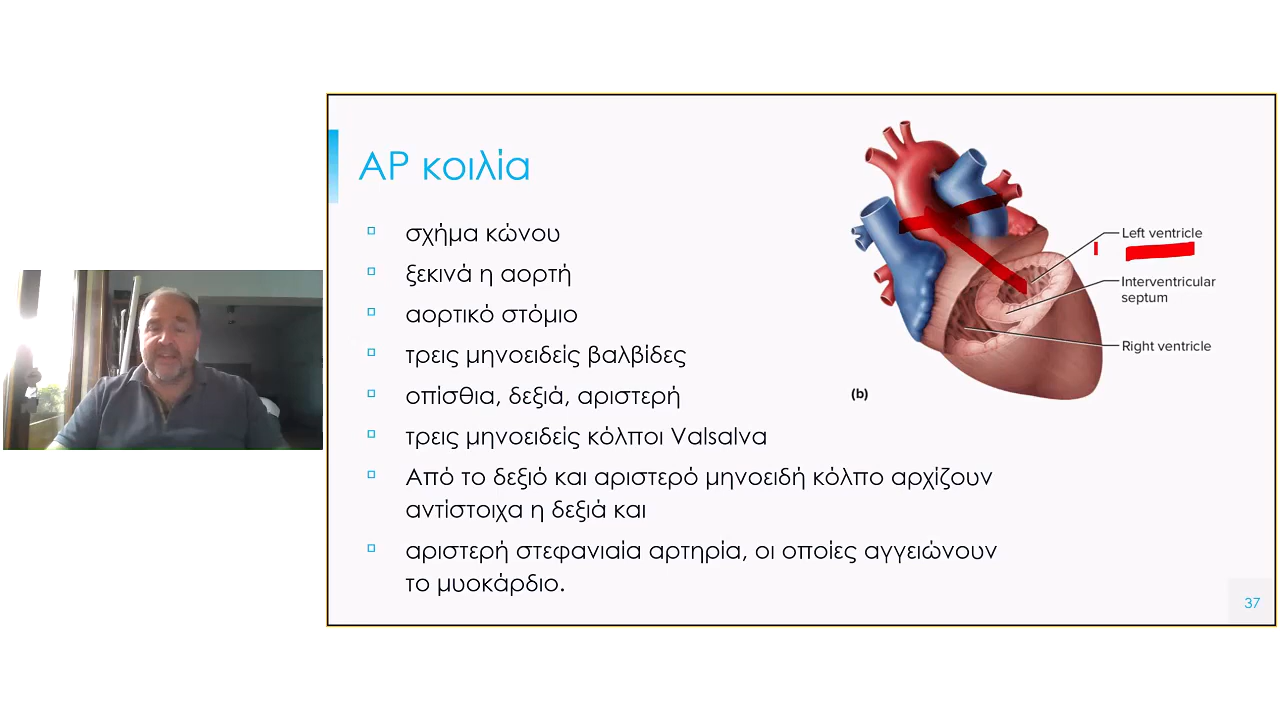 ΑΡ κοιλία
σχήμα κώνου
ξεκινά η αορτή
αορτικό στόμιο
τρεις μηνοειδείς βαλβίδες
οπίσθια, δεξιά, αριστερή
τρεις μηνοειδείς κόλποι Valsalva
Από το δεξιό και αριστερό μηνοειδή κόλπο αρχίζουν
αντίστοιχα η δεξιά και
αριστερή στεφανιαία αρτηρία, οι οποίες αγγειώνουν
το μυοκάρδιο.
Left ventricle
Interventricular
septum
Right ventricle
(b)
37